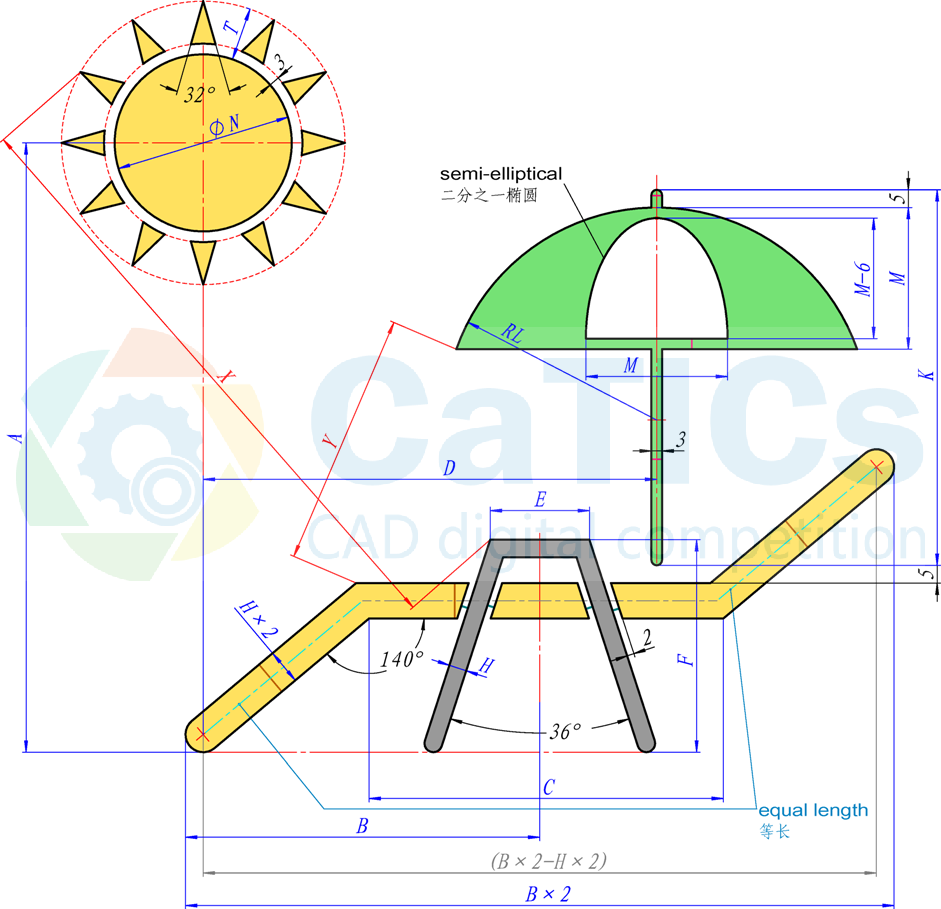 T
3
32°
ΦN
semi-elliptical
二分之一椭圆
5
M-6
M
RL
M
K
X
A
Y
3
D
CaTICs
CAD digital competition
E
5
H×2
140°
H
2
F
36°
C
equal length
等长
B
(B×2-H×2)
B×2